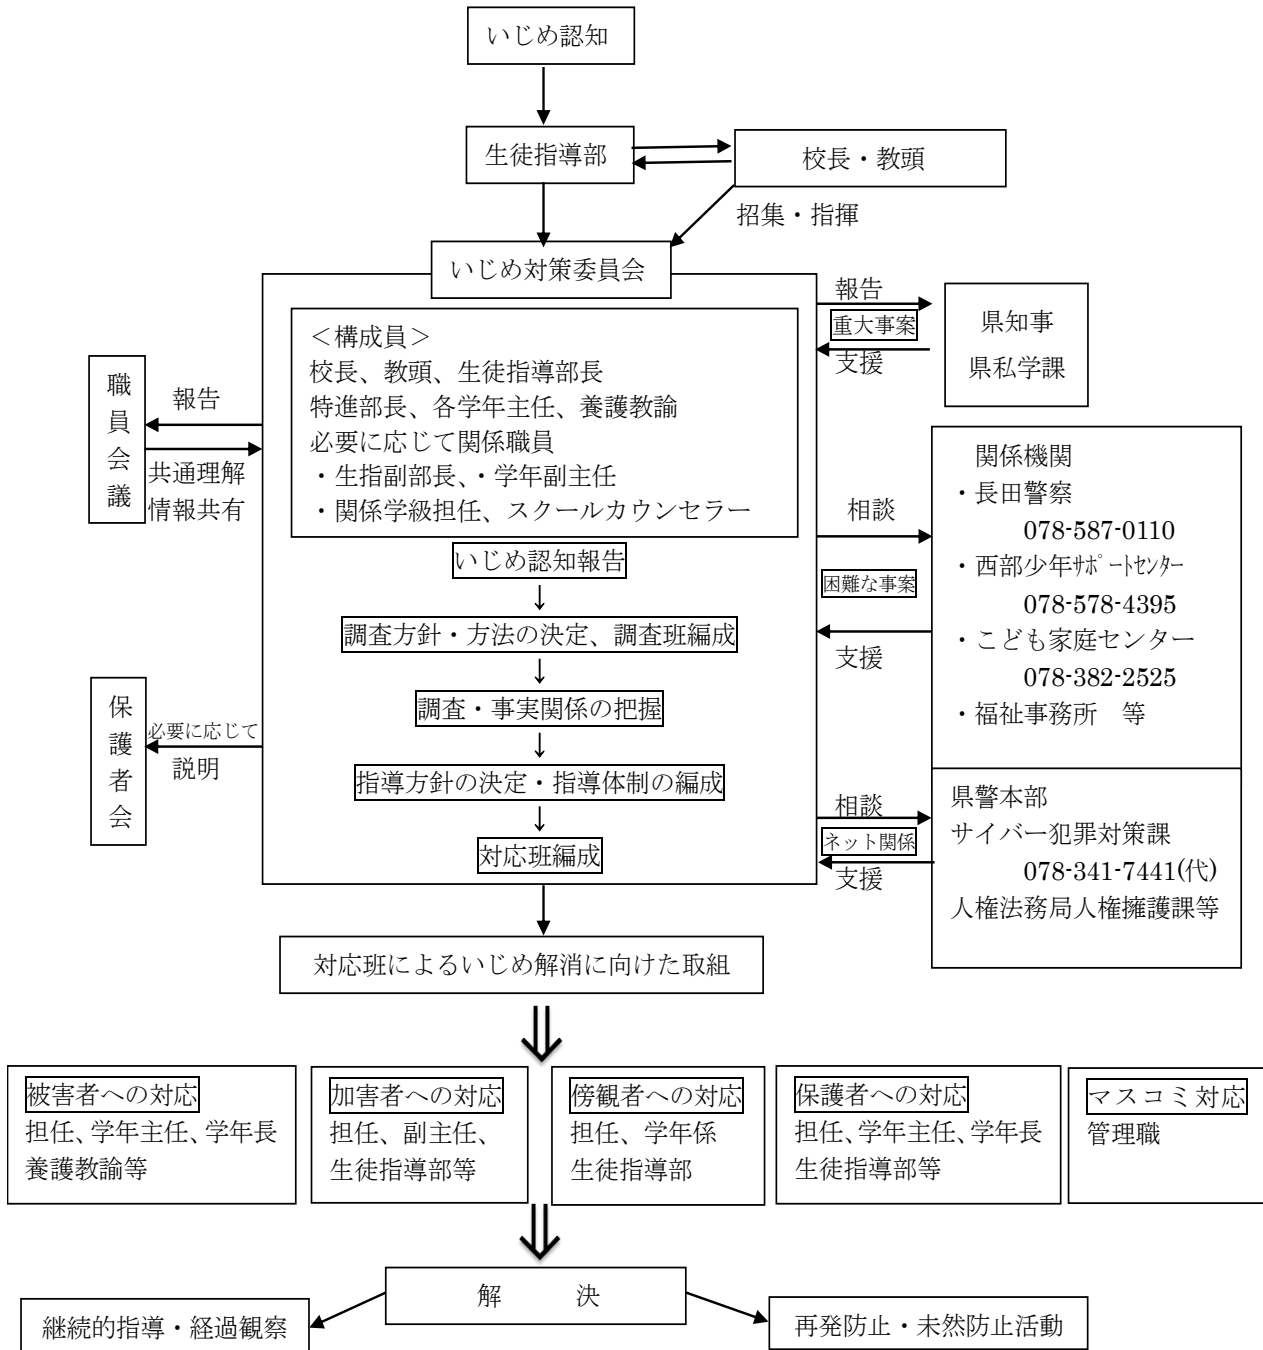 いじめ認知
生徒指導部
校長・教頭
招集・指揮
いじめ対策委員会
＜構成員＞
校長、教頭、生徒指導部長
特進部長、各学年主任、養護教諭
必要に応じて関係職員
・生指副部長、・学年副主任
・関係学級担任、スクールカウンセラー
いじめ認知報告
↓
調査方針・方法の決定、調査班編成
↓
調査・事実関係の把握
↓
指導方針の決定・指導体制の編成
↓
対応班編成
職員会議
報告
共通理解
情報共有
保護者会
必要に応じて
説明
報告
重大事案
支援
県知事
県私学課
相談
困難な事案
支援
関係機関
・長田警察
078-587-0110
・西部少年ｻﾎﾟｰﾄｾﾝﾀｰ
078-578-4395
・こども家庭センター
078-382-2525
・福祉事務所　等
相談
ネット関係
支援
県警本部
サイバー犯罪対策課
078-341-7441(代)
人権法務局人権擁護課等
対応班によるいじめ解消に向けた取組
被害者への対応
担任、学年主任、学年長
養護教諭等
加害者への対応
担任、副主任、
生徒指導部等
傍観者への対応
担任、学年係
生徒指導部
保護者への対応
担任、学年主任、学年長
生徒指導部等
マスコミ対応
管理職
解　　決
継続的指導・経過観察
再発防止・未然防止活動